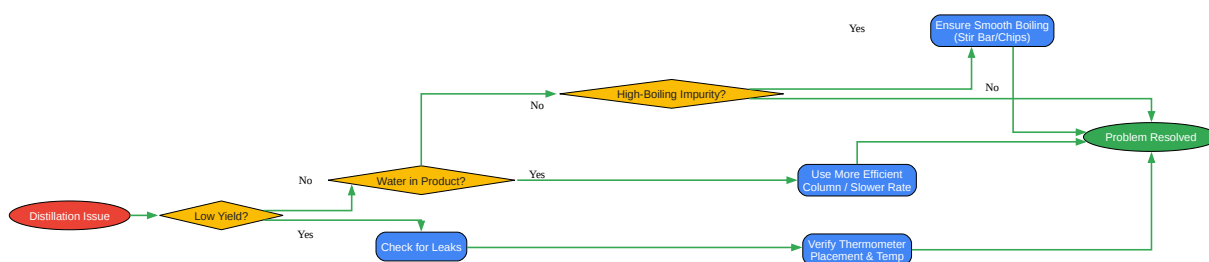 Yes
Ensure Smooth Boiling
(Stir Bar/Chips)
High-Boiling Impurity?
No
No
Problem Resolved
Water in Product?
No
Yes
Use More Efficient
Column / Slower Rate
Distillation Issue
Low Yield?
Yes
Check for Leaks
Verify Thermometer
Placement & Temp